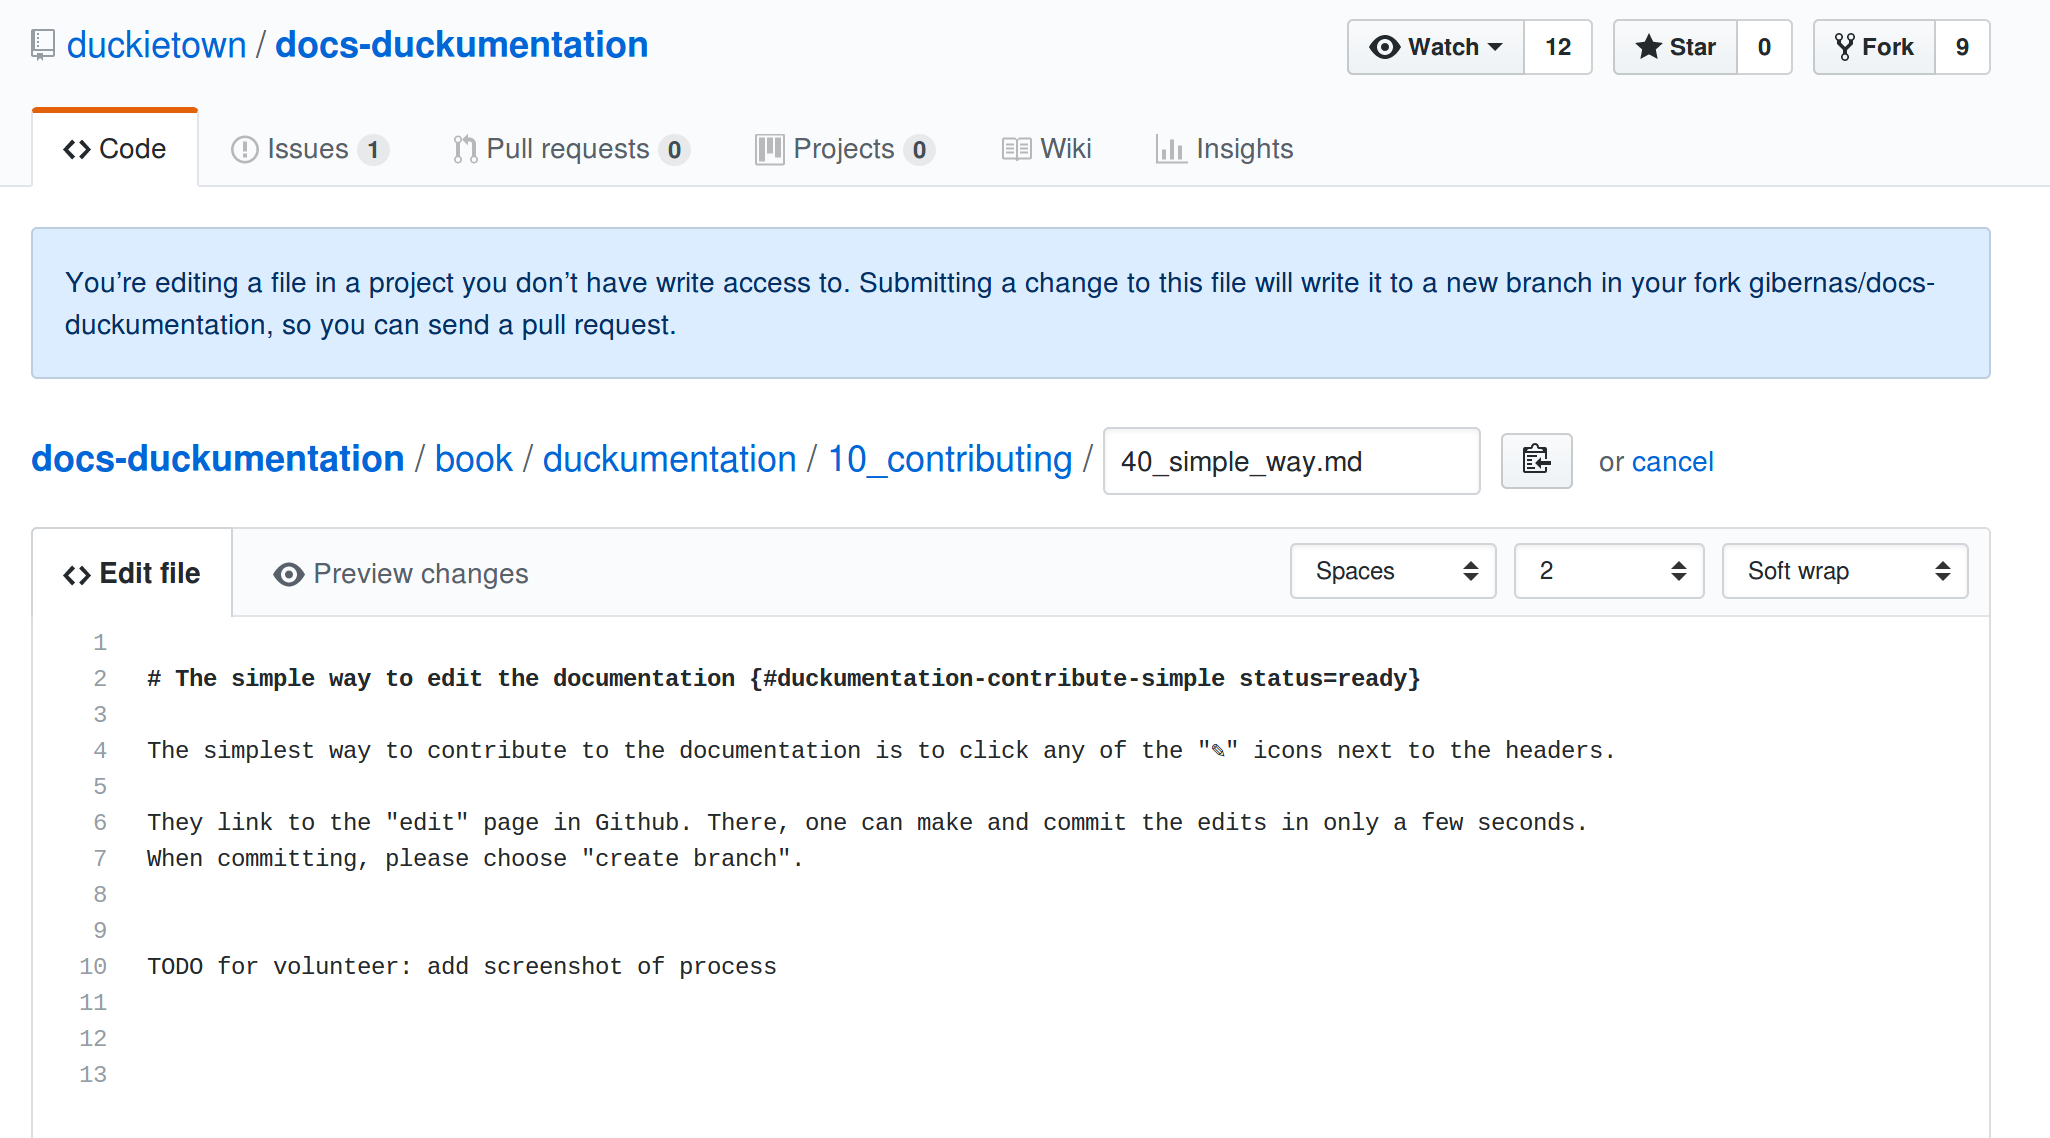 duckietown / docs-duckumentation
Watch 12 Star 0 Fork 9
Code Issues 1 Pull requests 0 Projects 0 Wiki Insights
You’re editing a file in a project you don’t have write access to. Submitting a change to this file will write it to a new branch in your fork gibernas/docs-
duckumentation, so you can send a pull request.
docs-duckumentation / book / duckumentation / 10_contributing / 40_simple_way.md or cancel
Edit file Preview changes Spaces 2 Soft wrap
1
2 # The simple way to edit the documentation {#duckumentation-contribute-simple status=ready}
3
4 The simplest way to contribute to the documentation is to click any of the "✎" icons next to the headers.
5
6 They link to the "edit" page in Github. There, one can make and commit the edits in only a few seconds.
7 When committing, please choose "create branch".
8
9
10 TODO for volunteer: add screenshot of process
11
12
13